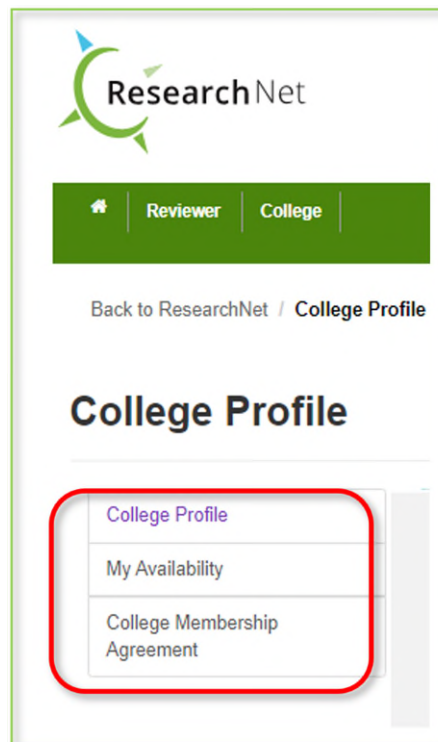 ResearchNet
Reviewer College
Back to ResearchNet / College Profile
College Profile
College Profile
My Availability
College Membership
Agreement